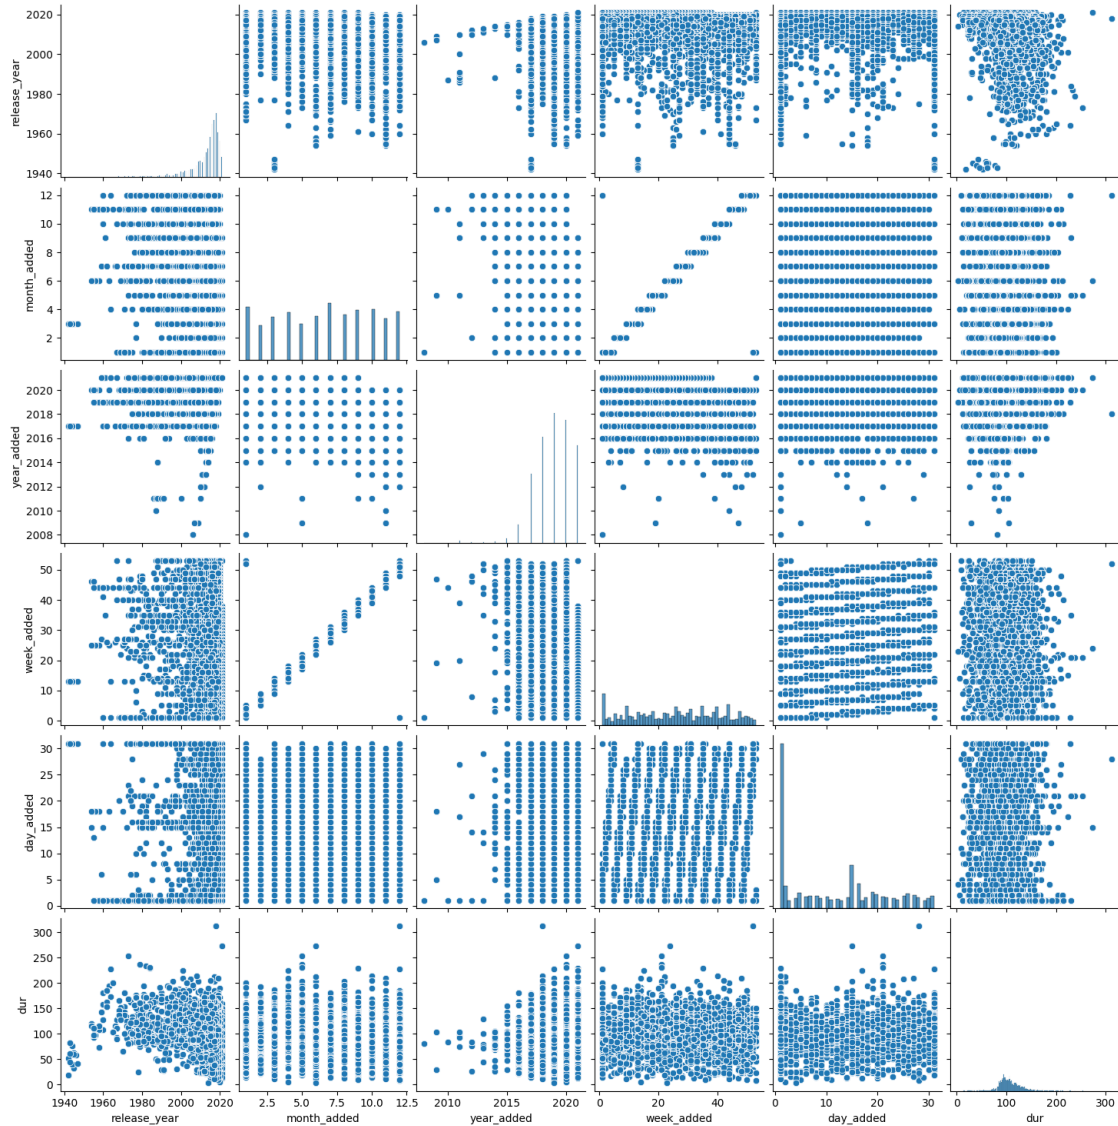 2020
2000
1980
1960
1940
release_year
12
10
8
6
4
2
month_added
2020
2018
2016
2014
2012
2010
2008
year_added
50
40
30
20
10
0
week_added
30
25
20
15
10
5
0
day_added
300
250
200
150
100
50
0
dur
1940 1960 1980 2000 2020
2.5 5.0 7.5 10.0 12.5
2010 2015 2020
0 20 40
0 10 20 30
0 100 200 300
release_year month_added year_added week_added day_added dur